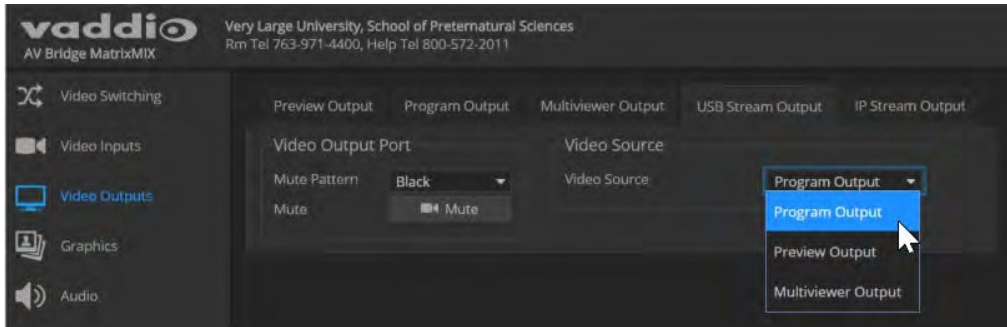 vaddio
AV Bridge MatrixMIX
Very Large University, School of Preternatural Sciences
Rm Tel 763-971-4400, Help Tel 800-572-2011
Video Switching
Video Inputs
Video Outputs
Graphics
Audio
Preview Output
Program Output
Multiviewer Output
USB Stream Output
IP Stream Output
Video Output Port
Mute Pattern
Black
Mute
Mute
Video Source
Video Source
Program Output
Program Output
Preview Output
Multiviewer Output